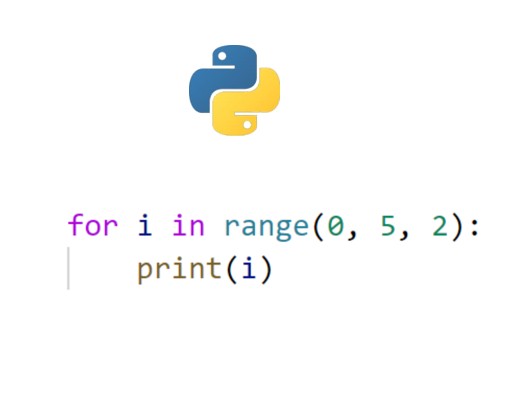 for i in range(0, 5, 2):
    print(i)